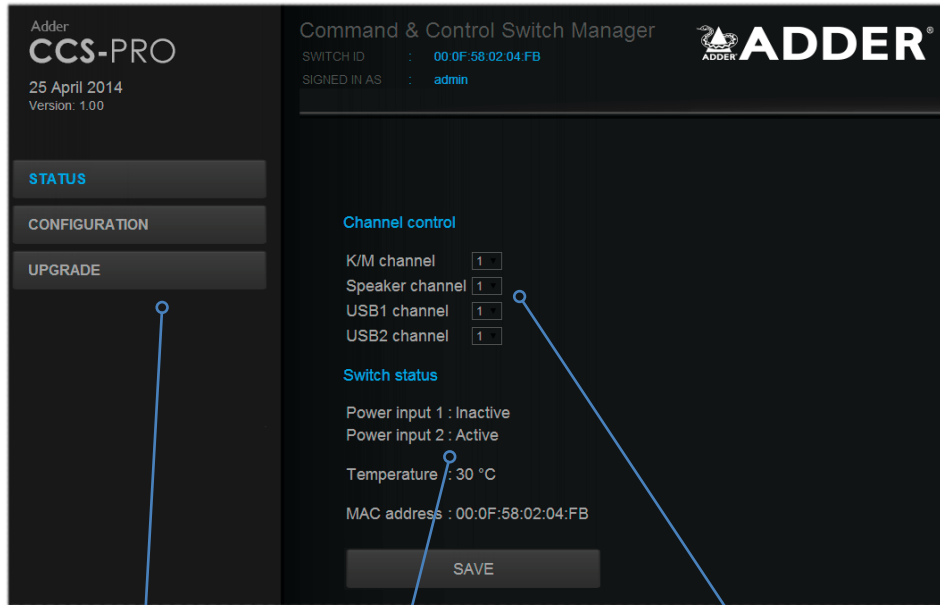 Adder
CCS-PRO
25 April 2014
Version: 1.00
STATUS
CONFIGURATION
UPGRADE
Command & Control Switch Manager
SWITCH ID : 00:0F:58:02:04:FB
SIGNED IN AS : admin
ADDER
ADDER®
Channel control
K/M channel 1
Speaker channel 1
USB1 channel 1
USB2 channel 1
Switch status
Power input 1 : Inactive
Power input 2 : Active
Temperature : 30 °C
MAC address : 00:0F:58:02:04:FB
SAVE